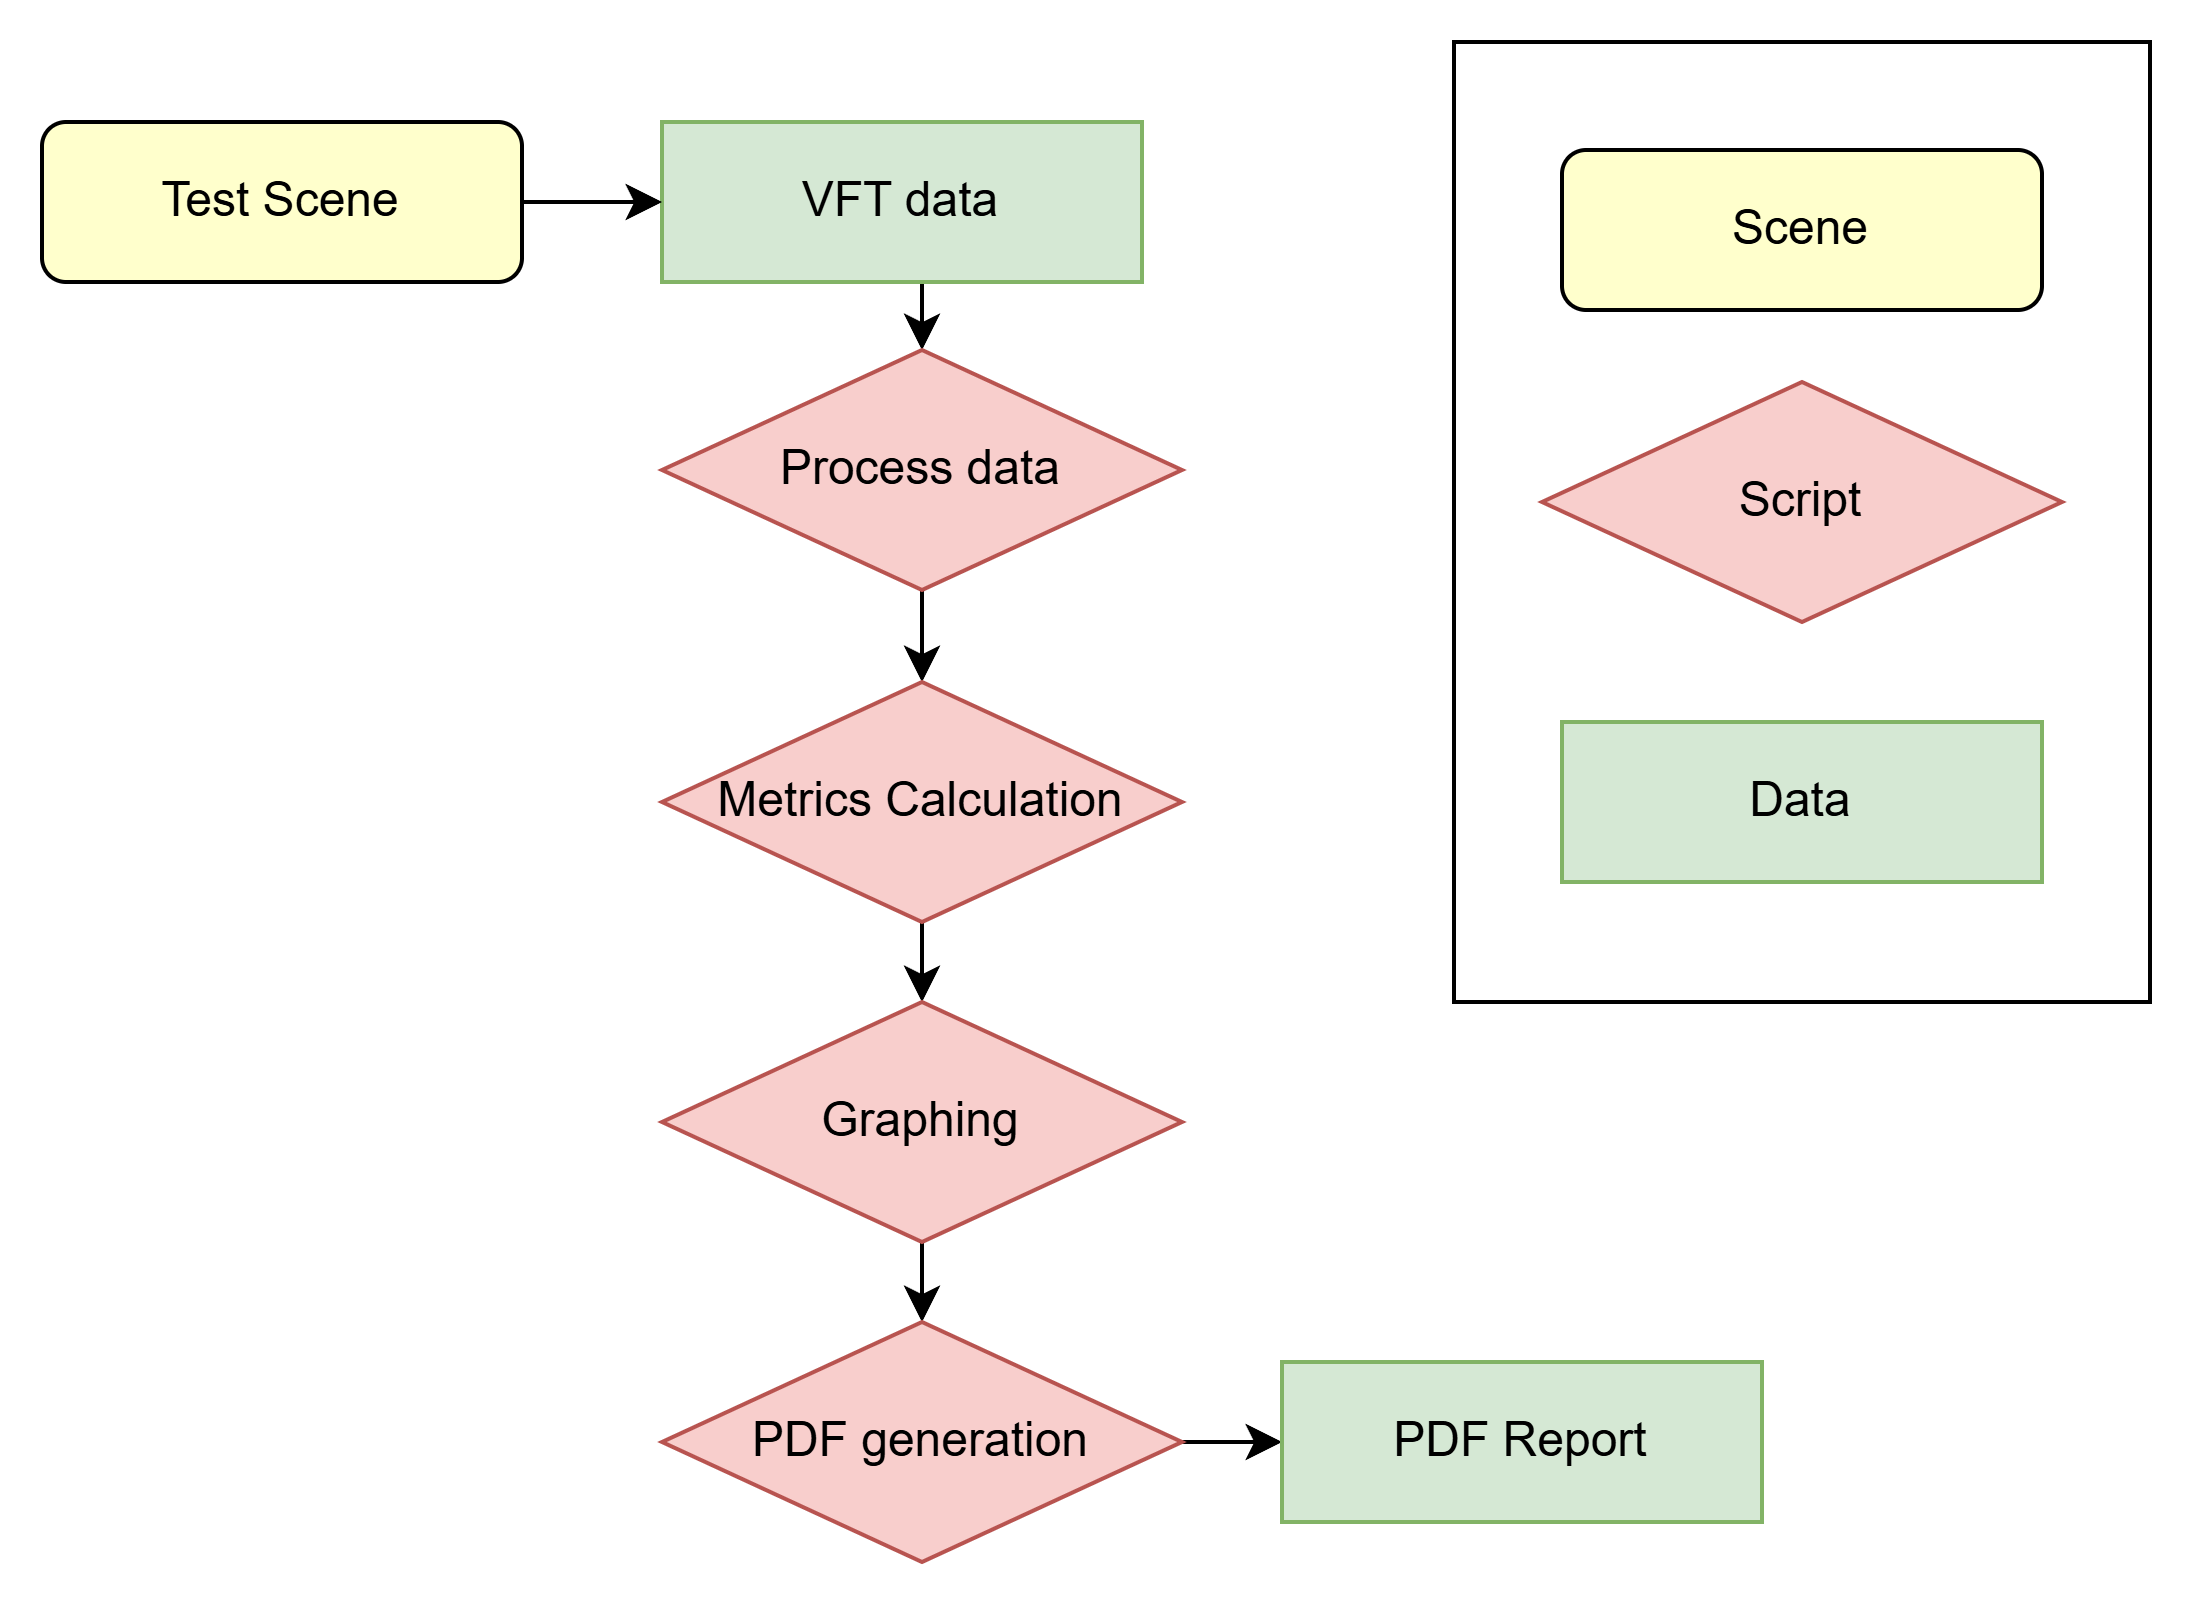 Test Scene
VFT data
Process data
Metrics Calculation
Graphing
PDF generation
PDF Report
Scene
Script
Data